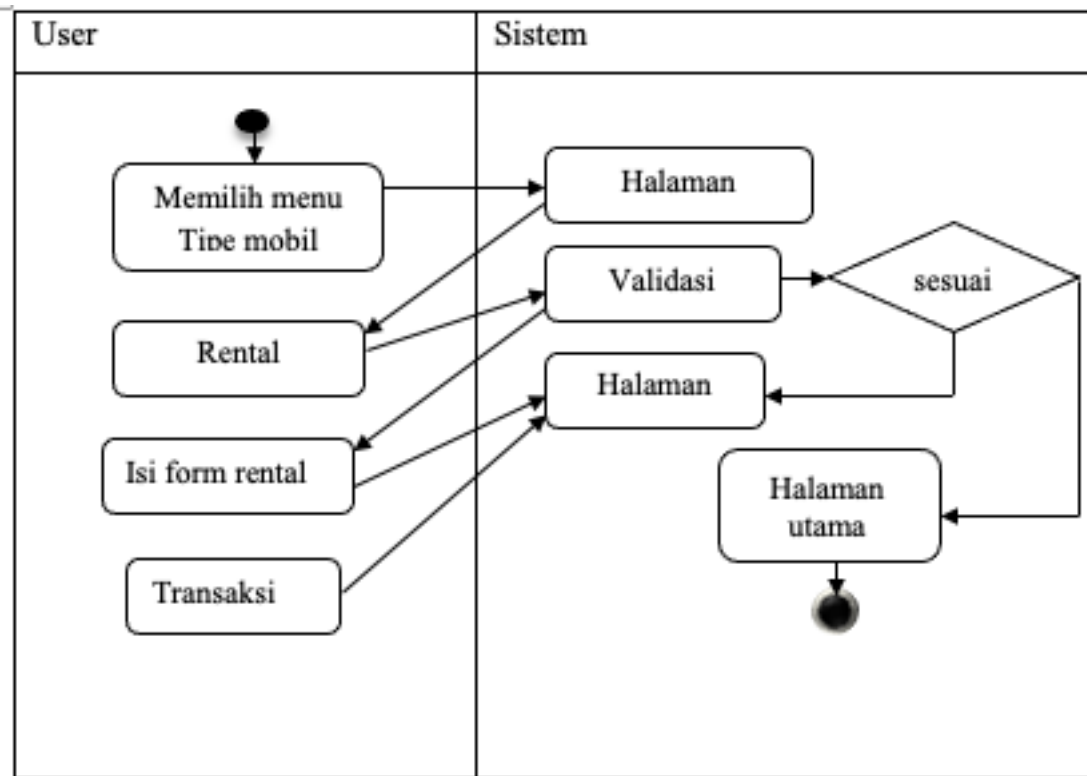 User
Sistem
Memilih menu
Tipe mobil
Halaman
Rental
Validasi
sesuai
Halaman
Isi form rental
Halaman
utama
Transaksi